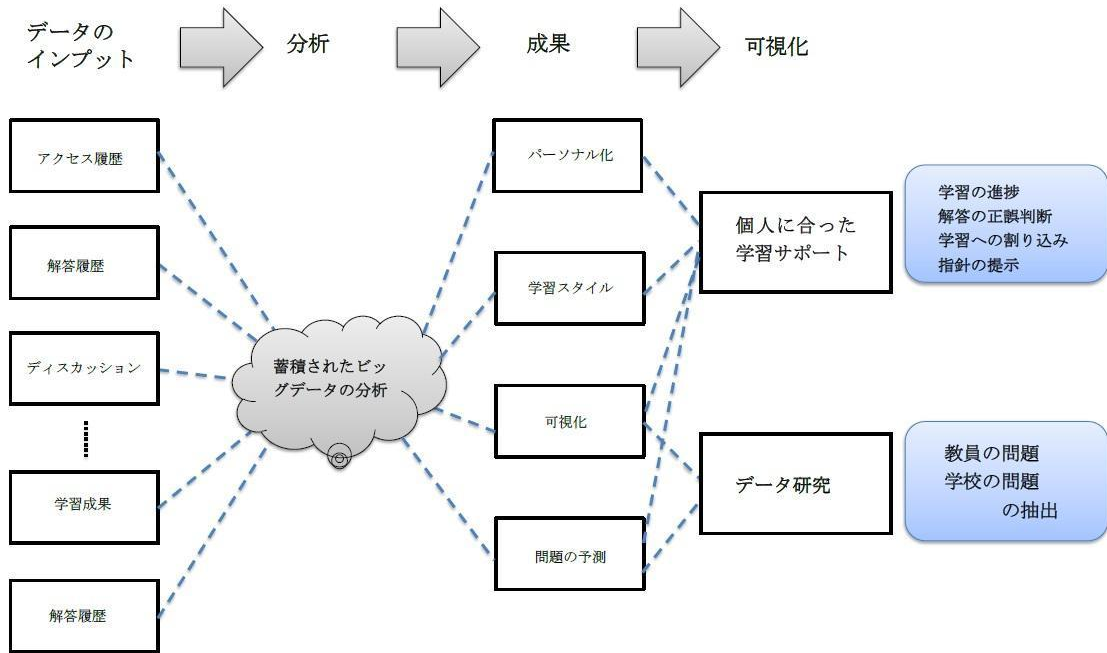 データの
インプット
分析
成果
可視化
アクセス履歴
解答履歴
ディスカッション
学習成果
解答履歴
蓄積されたビッ
グデータの分析
パーソナル化
学習スタイル
可視化
問題の予測
個人に合った
学習サポート
データ研究
学習の進捗
解答の正誤判断
学習への割り込み
指針の提示
教員の問題
学校の問題
の抽出